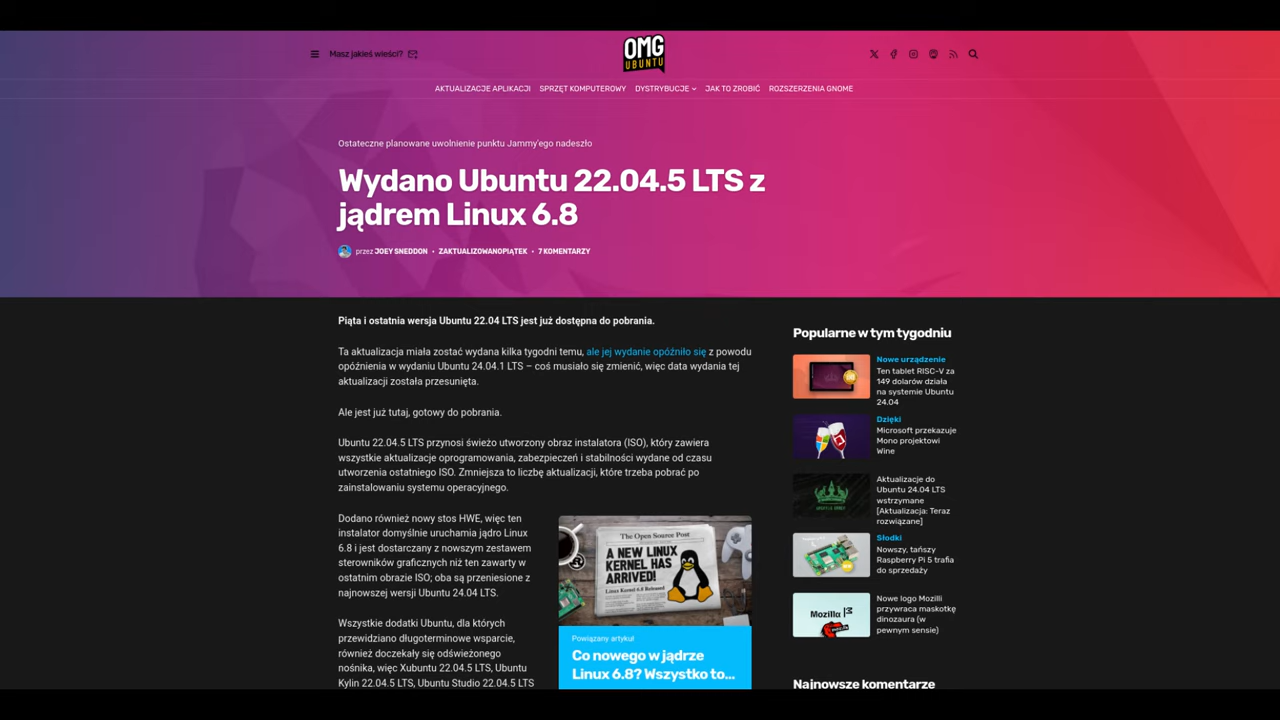 Masz jakieś wieści?
OMG
UBUNTU
AKTUALIZACJE APLIKACJI SPRZĘT KOMPUTEROWY DYSTRYBUCJE JAK TO ZROBIĆ ROZSZERZENIA GNOME
Ostateczne planowane uwolnienie punktu Jammy'ego nadeszło
Wydano Ubuntu 22.04.5 LTS z
jądrem Linux 6.8
przez JOEY SNEDDON • ZAKTUALIZOWANOPIĄTEK • 7 KOMENTARZY
Piąta i ostatnia wersja Ubuntu 22.04 LTS jest już dostępna do pobrania.
Ta aktualizacja miała zostać wydana kilka tygodni temu, ale jej wydanie opóźniło się z powodu
opóźnienia w wydaniu Ubuntu 24.04.1 LTS – coś musiało się zmienić, więc data wydania tej
aktualizacji została przesunięta.
Ale jest już tutaj, gotowy do pobrania.
Ubuntu 22.04.5 LTS przynosi świeżo utworzony obraz instalatora (ISO), który zawiera
wszystkie aktualizacje oprogramowania, zabezpieczeń i stabilności wydane od czasu
utworzenia ostatniego ISO. Zmniejsza to liczbę aktualizacji, które trzeba pobrać po
zainstalowaniu systemu operacyjnego.
Dodano również nowy stos HWE, więc ten
instalator domyślnie uruchamia jądro Linux
6.8 i jest dostarczany z nowszym zestawem
sterowników graficznych niż ten zawarty w
ostatnim obrazie ISO; oba są przeniesione z
najnowszej wersji Ubuntu 24.04 LTS.
Wszystkie dodatki Ubuntu, dla których
przewidziano długoterminowe wsparcie,
również doczekały się odświeżonego
nośnika, więc Xubuntu 22.04.5 LTS, Ubuntu
Kylin 22.04.5 LTS, Ubuntu Studio 22.04.5 LTS
The Open Source Post
A NEW LINUX
KERNEL HAS
ARRIVED!
Linux Kernel 6.8 Released
Powiązany artykuł
Co nowego w jądrze
Linux 6.8? Wszystko to...
Popularne w tym tygodniu
Nowe urządzenie
Ten tablet RISC-V za
149 dolarów działa
na systemie Ubuntu
24.04
Dzięki
Microsoft przekazuje
Mono projektowi
Wine
Aktualizacje do
Ubuntu 24.04 LTS
wstrzymane
[Aktualizacja: Teraz
rozwiązane]
Słodki
Nowszy, tańszy
Raspberry Pi 5 trafia
do sprzedaży
Mozilla
Nowe logo Mozilli
przywraca maskotkę
dinozaura (w
pewnym sensie)
Najnowsze komentarze